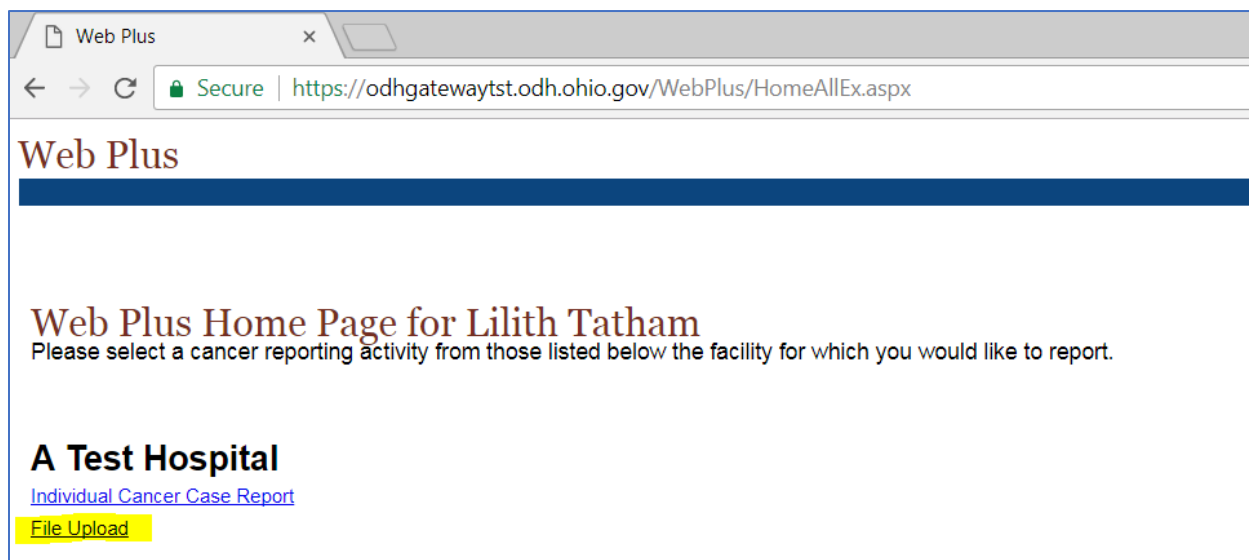 Web Plus
Secure | https://odhgatewaytst.odh.ohio.gov/WebPlus/HomeAllEx.aspx
Web Plus
Web Plus Home Page for Lilith Tatham
Please select a cancer reporting activity from those listed below the facility for which you would like to report.
A Test Hospital
Individual Cancer Case Report
File Upload